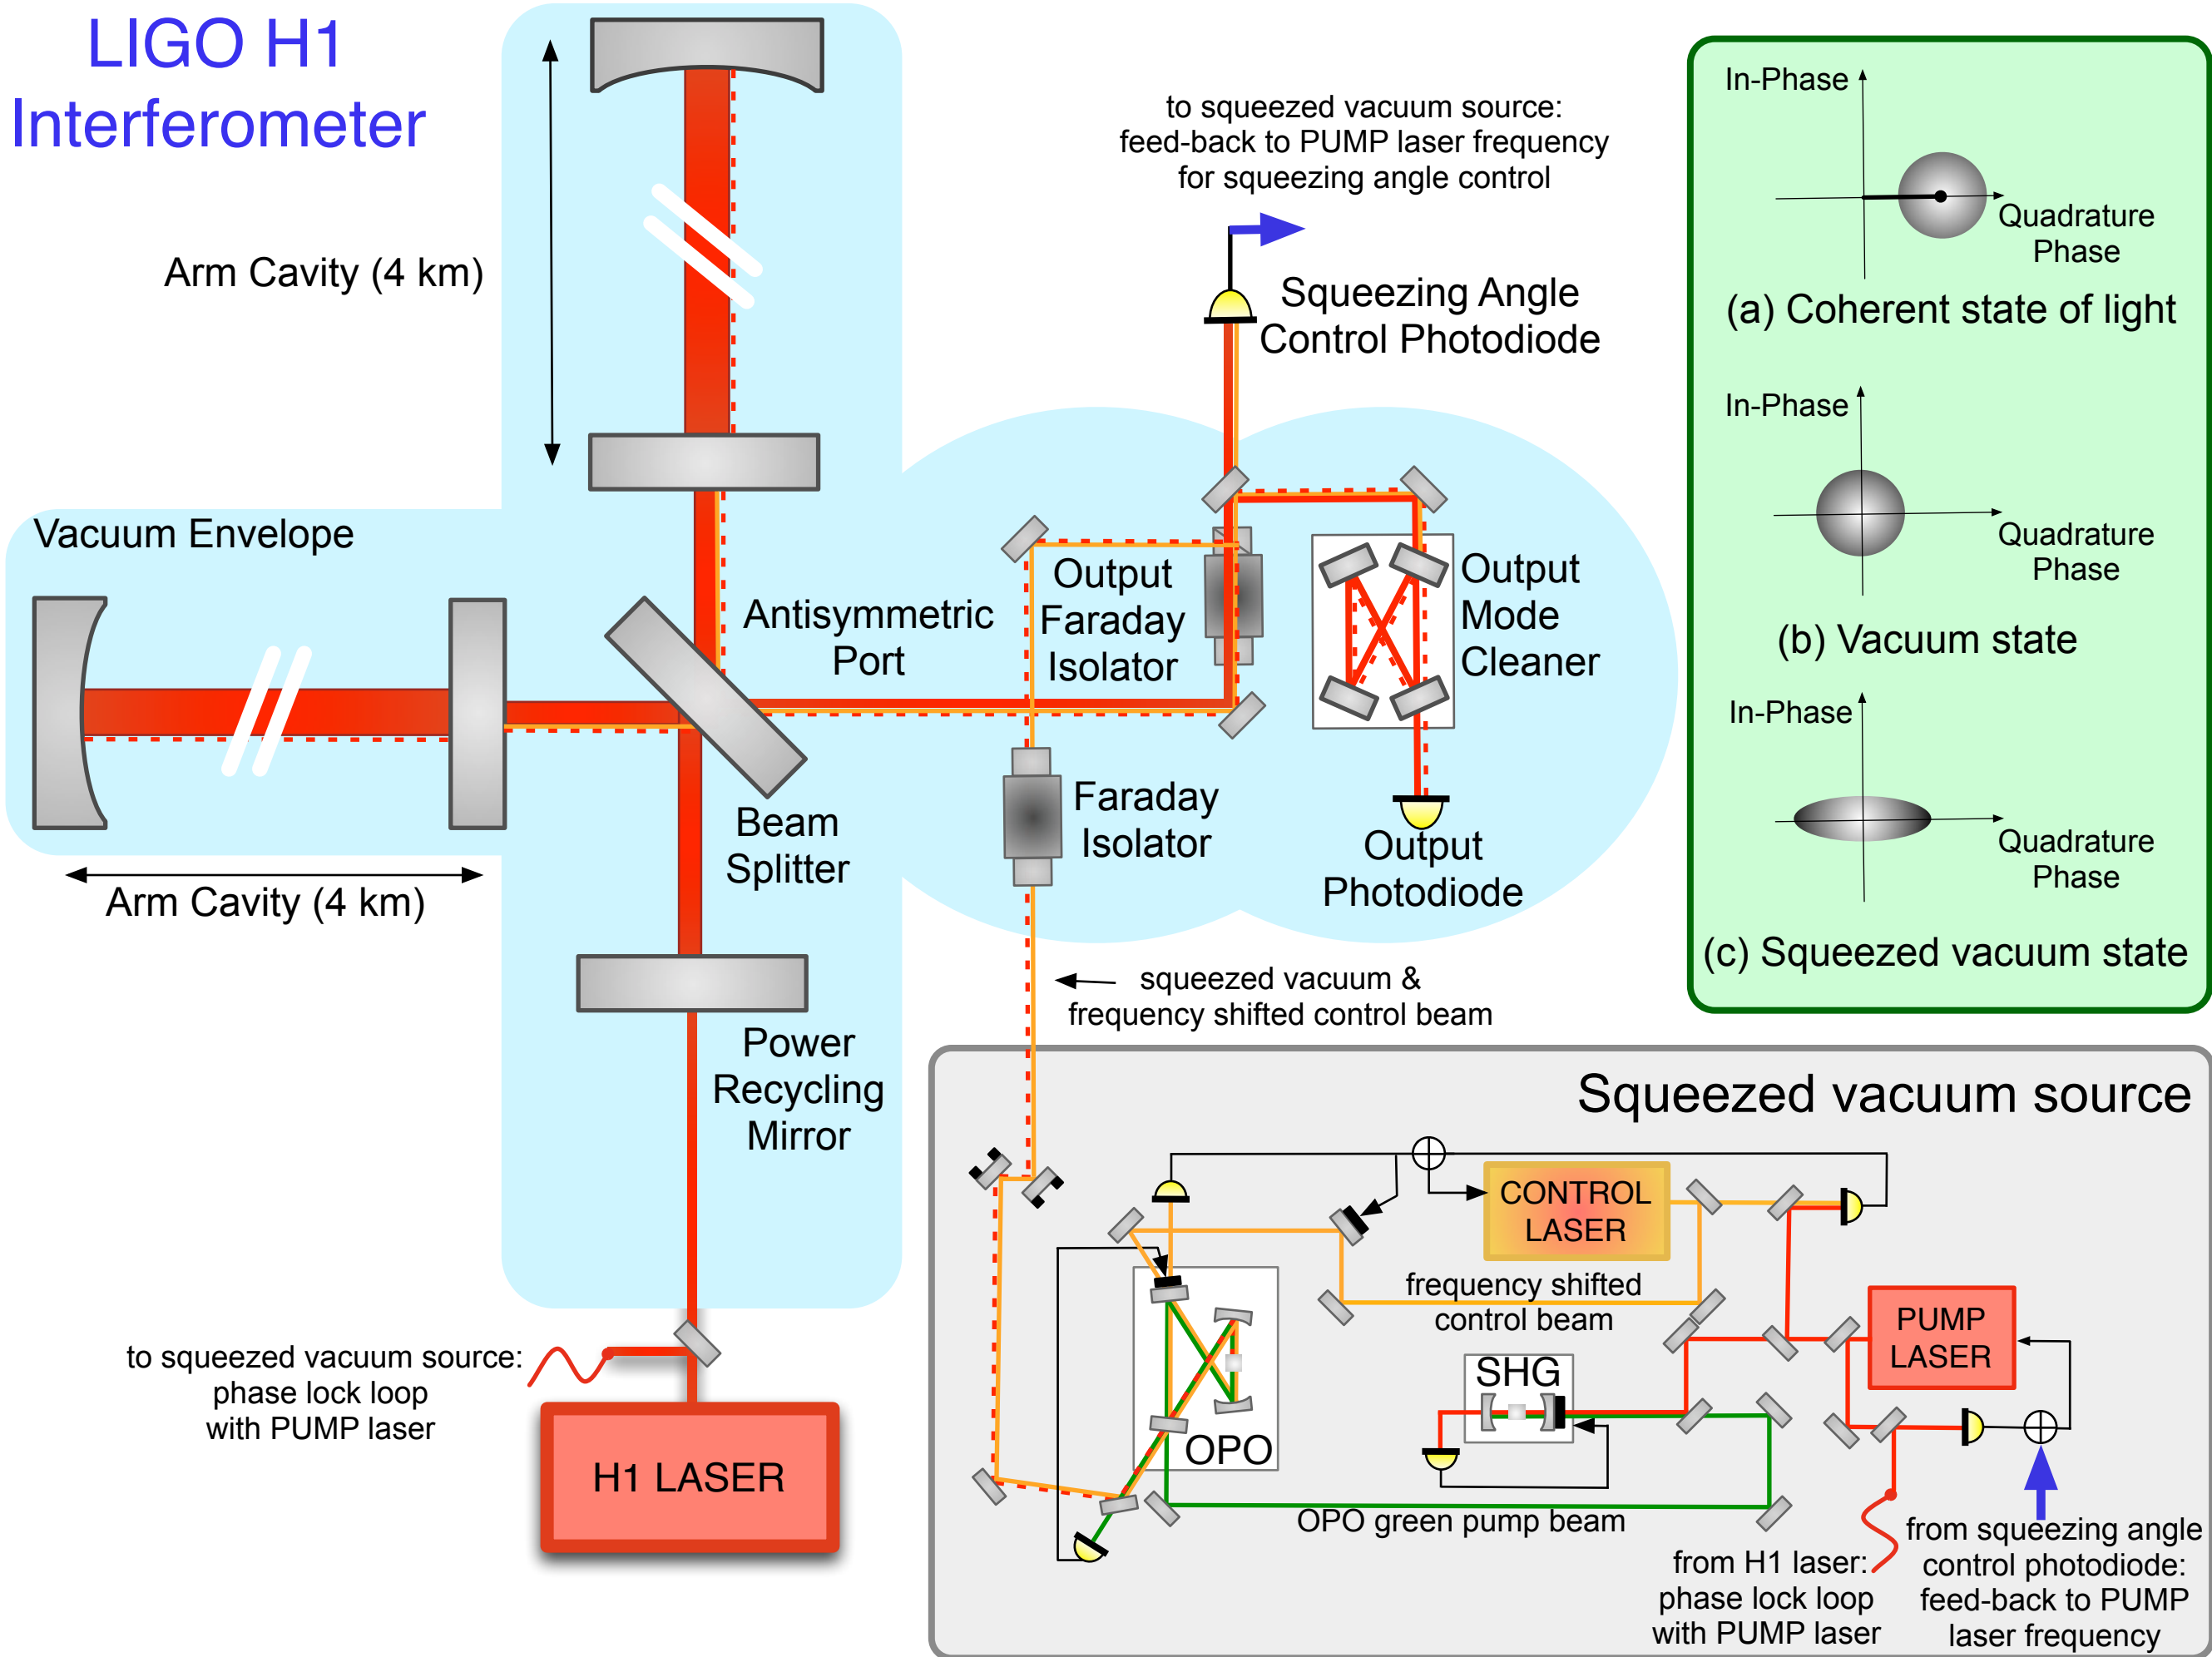 LIGO H1
Interferometer
Arm Cavity (4 km)
Vacuum Envelope
Arm Cavity (4 km)
Antisymmetric
Port
Beam
Splitter
Power
Recycling
Mirror
to squeezed vacuum source:
phase lock loop
with PUMP laser
H1 LASER
to squeezed vacuum source:
feed-back to PUMP laser frequency
for squeezing angle control
Squeezing Angle
Control Photodiode
Output
Faraday
Isolator
Output
Mode
Cleaner
Faraday
Isolator
Output
Photodiode
squeezed vacuum &
frequency shifted control beam
In-Phase
Quadrature
Phase
(a) Coherent state of light
In-Phase
Quadrature
Phase
(b) Vacuum state
In-Phase
Quadrature
Phase
(c) Squeezed vacuum state
Squeezed vacuum source
CONTROL
LASER
frequency shifted
control beam
PUMP
LASER
SHG
OPO
OPO green pump beam
from H1 laser:
phase lock loop
with PUMP laser
from squeezing angle
control photodiode:
feed-back to PUMP
laser frequency